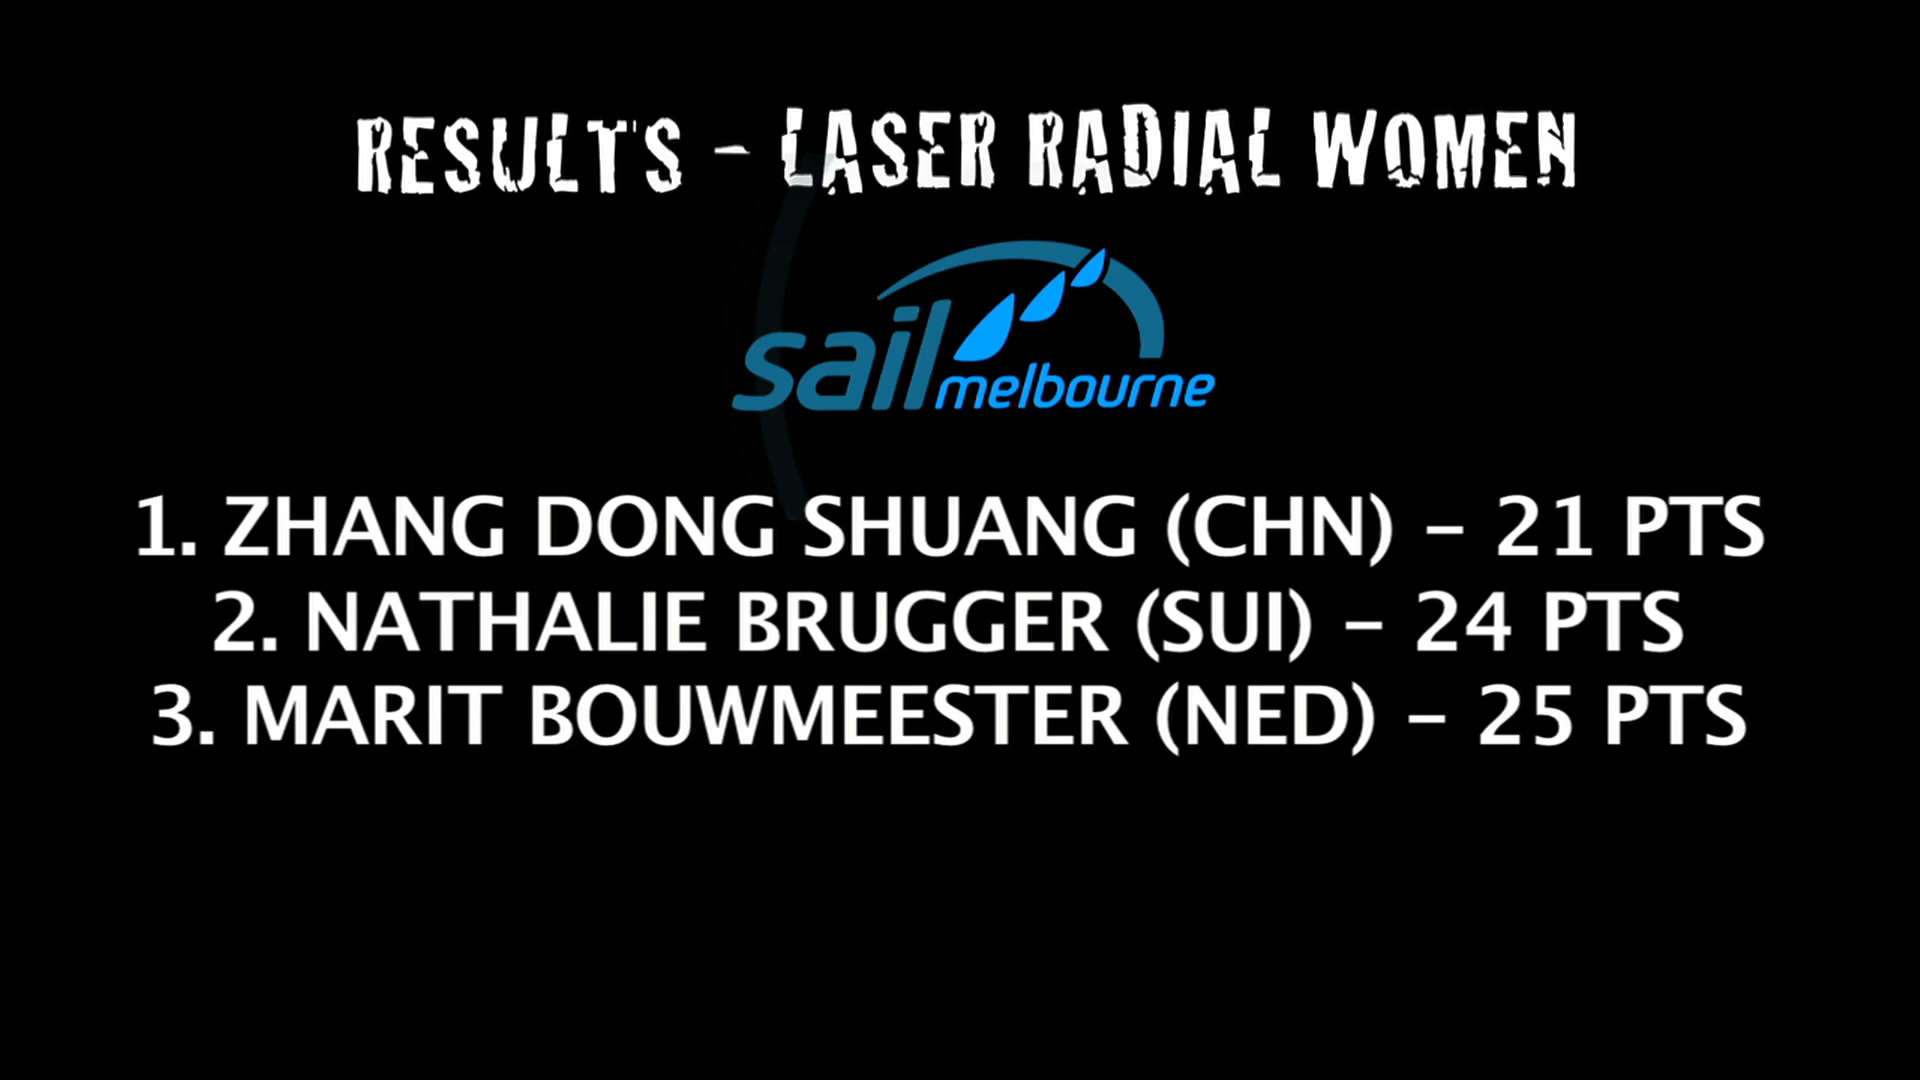 RESULTS - LASER RADIAL WOMEN
sail melbourne
1. ZHANG DONG SHUANG (CHN) - 21 PTS
2. NATHALIE BRUGGER (SUI) - 24 PTS
3. MARIT BOUWMEESTER (NED) - 25 PTS